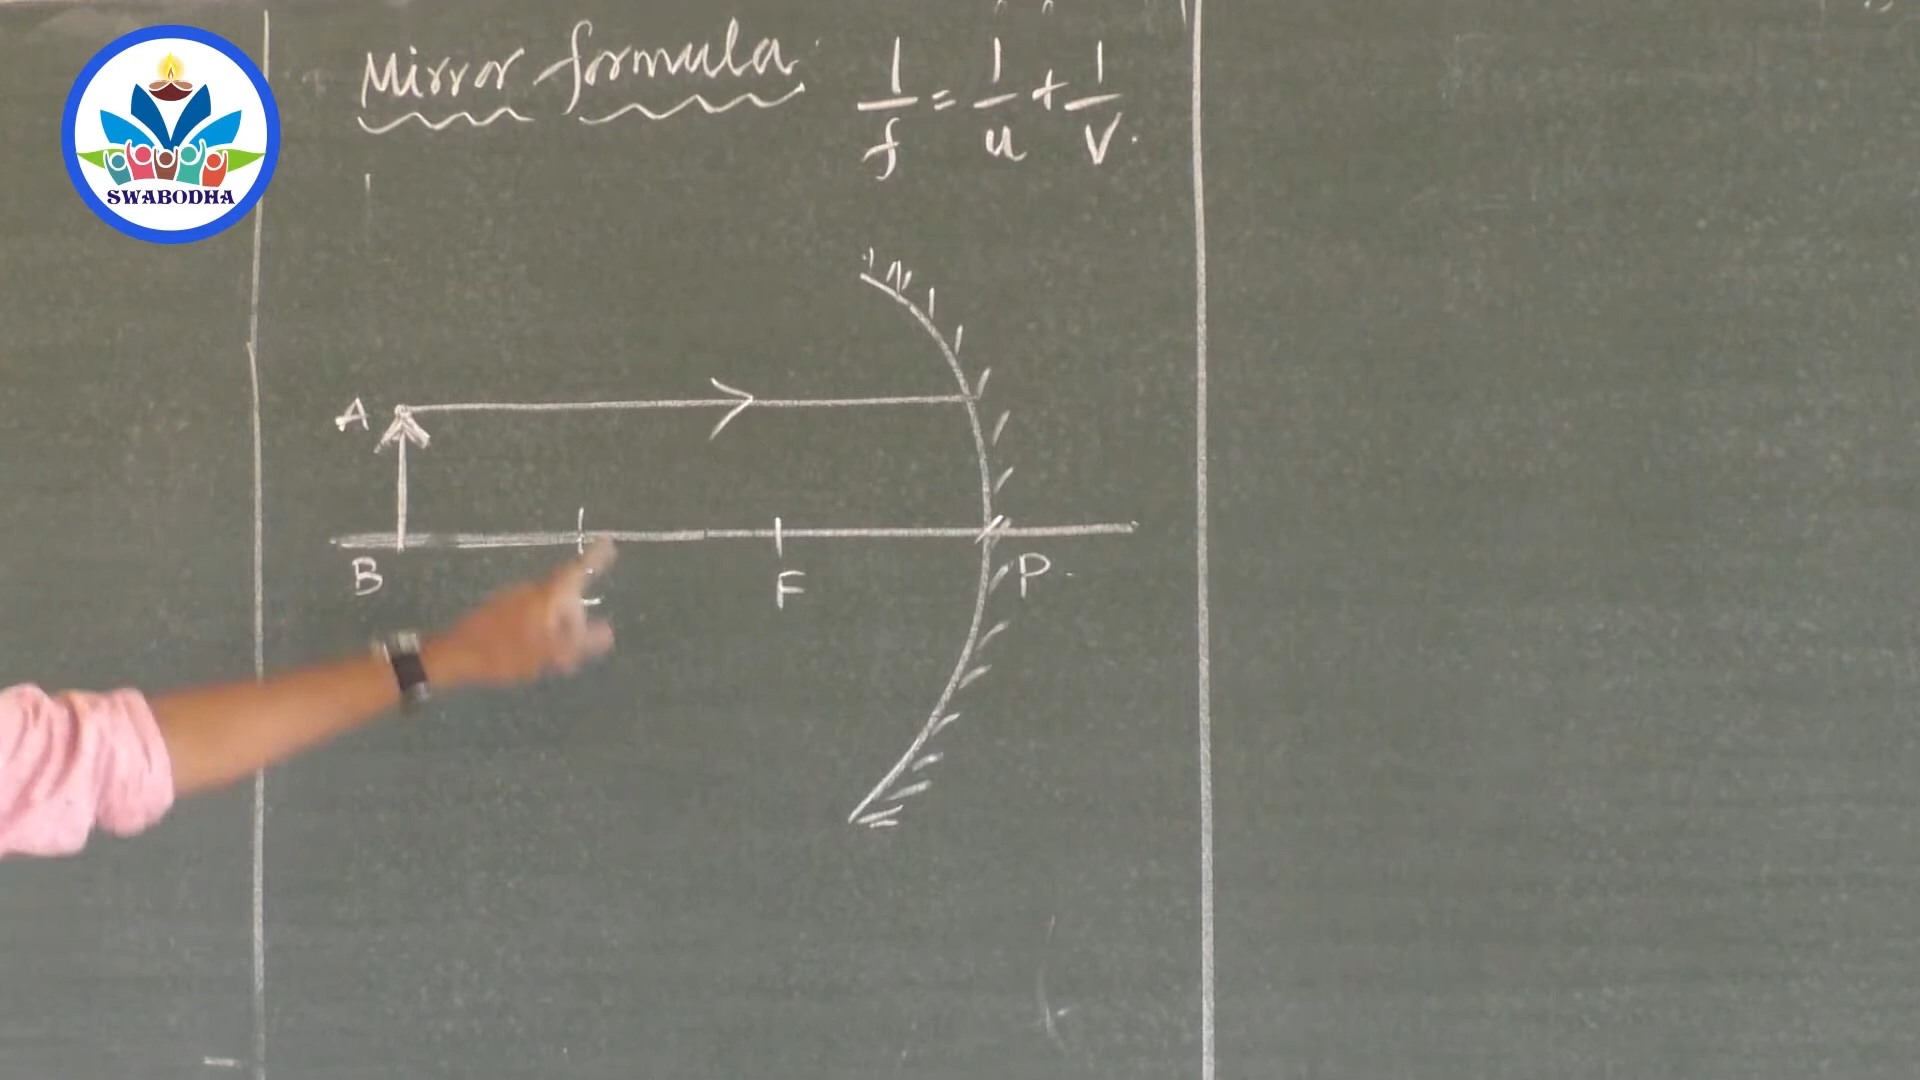 SWABODHA
Mirror formula 1/f = 1/u + 1/v.
A
B
F
P.